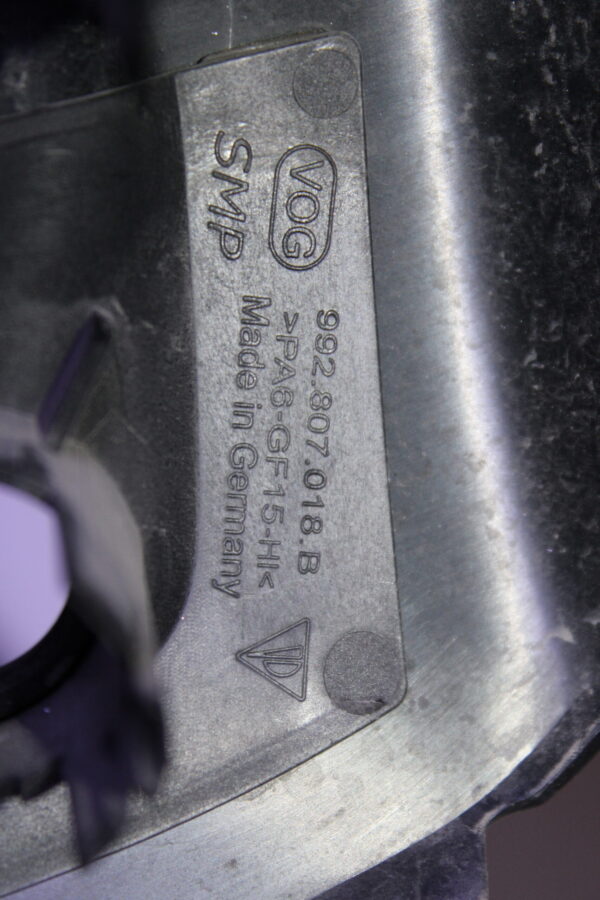 VOG
SMP
992.807.018.B
>PA6-GF15-HI<
Made in Germany